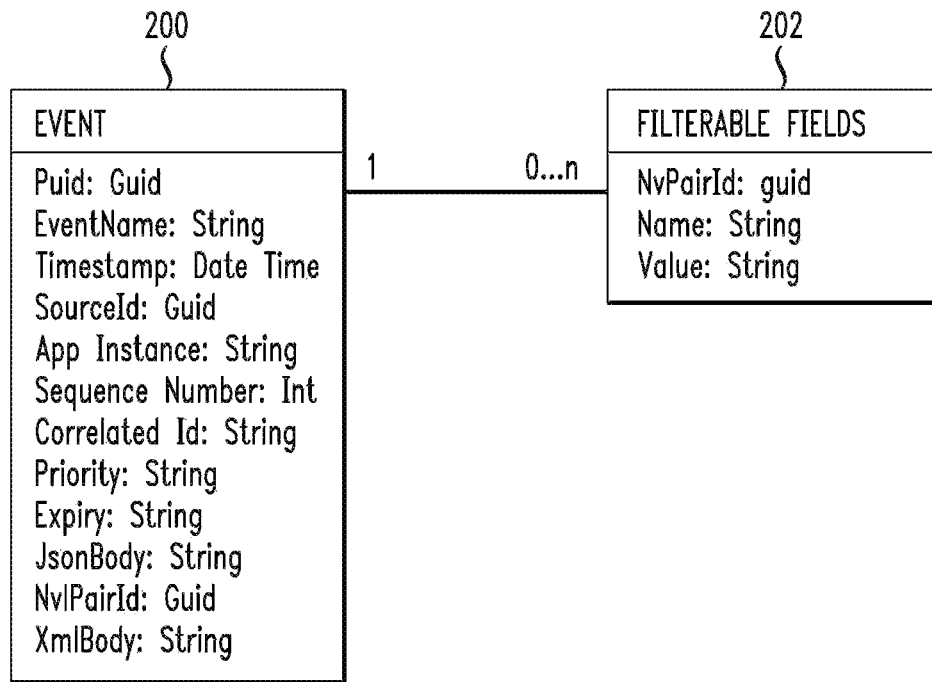 200
EVENT
Puid: Guid
EventName: String
Timestamp: Date Time
SourceId: Guid
App Instance: String
Sequence Number: Int
Correlated Id: String
Priority: String
Expiry: String
JsonBody: String
NvlPairId: Guid
XmlBody: String
1
0...n
202
FILTERABLE FIELDS
NvPairId: guid
Name: String
Value: String